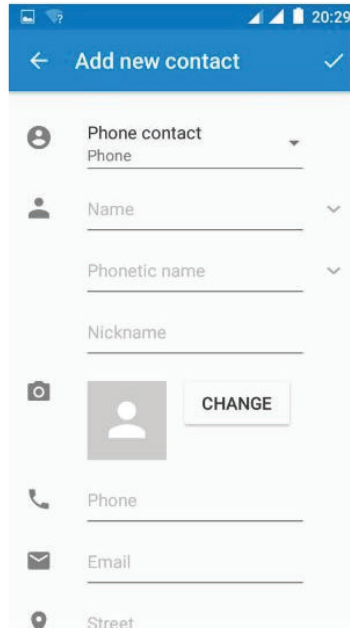 20:29
Add new contact
Phone contact
Phone
Name
Phonetic name
Nickname
CHANGE
Phone
Email
Street